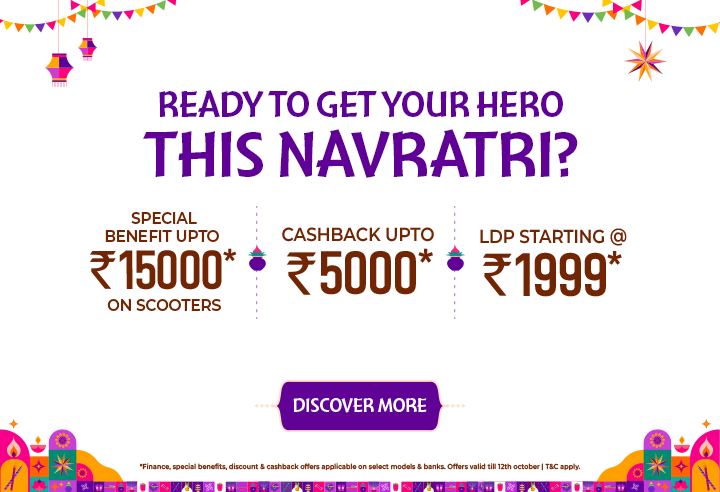 READY TO GET YOUR HERO
THIS NAVRATRI?
SPECIAL
BENEFIT UPTO
₹15000*
ON SCOOTERS
CASHBACK UPTO
₹5000*
LDP STARTING @
₹1999*
DISCOVER MORE
*Finance, special benefits, discount & cashback offers applicable on select models & banks. Offers valid till 12th october | T&C apply.